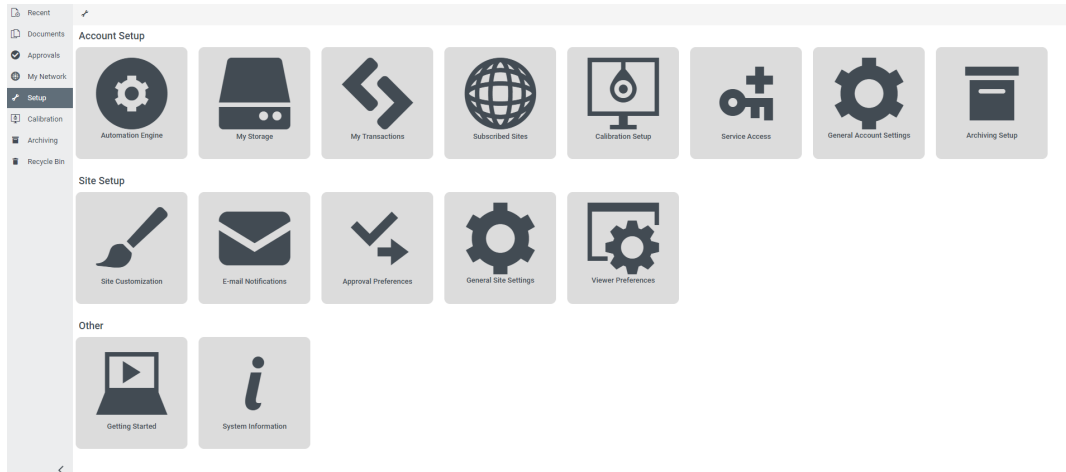 Recent
Documents
Approvals
My Network
Setup
Calibration
Archiving
Recycle Bin
Account Setup
Automation Engine
My Storage
My Transactions
Subscribed Sites
Calibration Setup
Service Access
General Account Settings
Archiving Setup
Site Setup
Site Customization
E-mail Notifications
Approval Preferences
General Site Settings
Viewer Preferences
Other
Getting Started
System Information